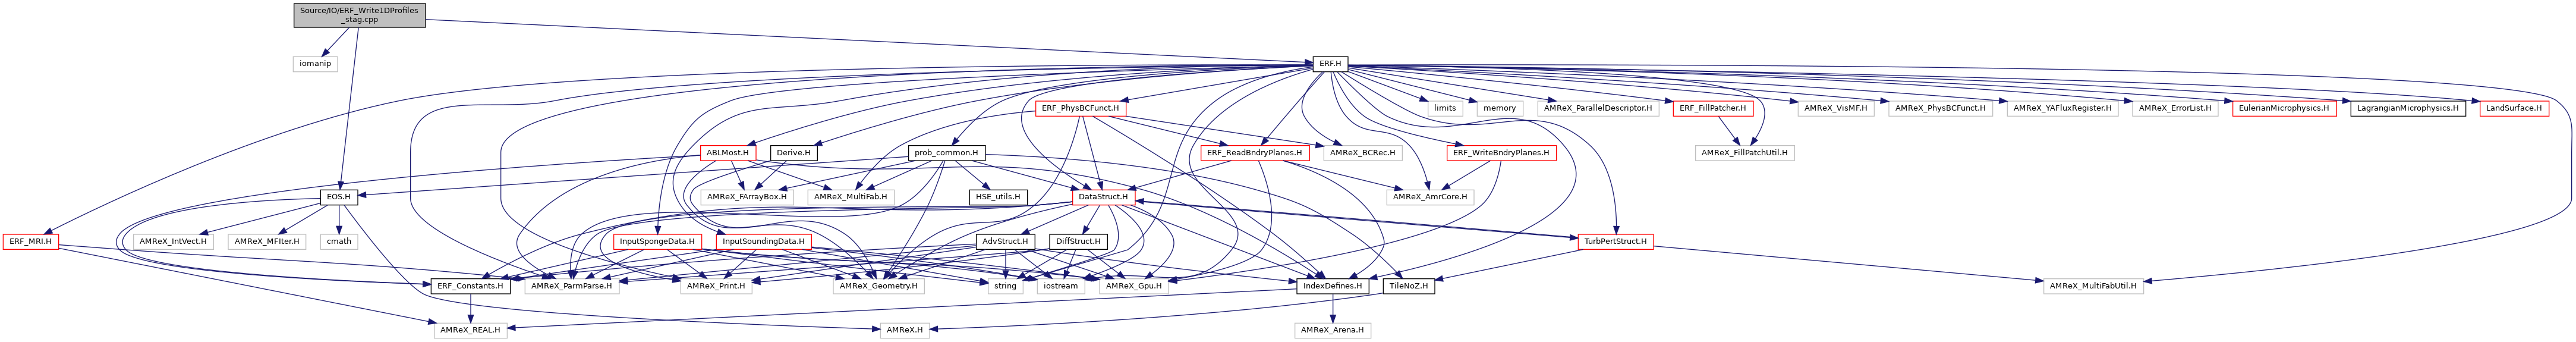 Source/IO/ERF_Write1DProfiles
_stag.cpp
iomanip
ERF.H
ERF_PhysBCFunct.H
limits
memory
AMReX_ParallelDescriptor.H
ERF_FillPatcher.H
AMReX_VisMF.H
AMReX_PhysBCFunct.H
AMReX_YAFluxRegister.H
AMReX_ErrorList.H
EulerianMicrophysics.H
LagrangianMicrophysics.H
LandSurface.H
ABLMost.H
Derive.H
prob_common.H
ERF_ReadBndryPlanes.H
AMReX_BCRec.H
ERF_WriteBndryPlanes.H
AMReX_FillPatchUtil.H
EOS.H
AMReX_FArrayBox.H
AMReX_MultiFab.H
HSE_utils.H
DataStruct.H
AMReX_AmrCore.H
ERF_MRI.H
AMReX_IntVect.H
AMReX_MFIter.H
cmath
InputSpongeData.H
InputSoundingData.H
AdvStruct.H
DiffStruct.H
TurbPertStruct.H
ERF_Constants.H
AMReX_ParmParse.H
AMReX_Print.H
AMReX_Geometry.H
string
iostream
AMReX_Gpu.H
IndexDefines.H
TileNoZ.H
AMReX_MultiFabUtil.H
AMReX_REAL.H
AMReX.H
AMReX_Arena.H